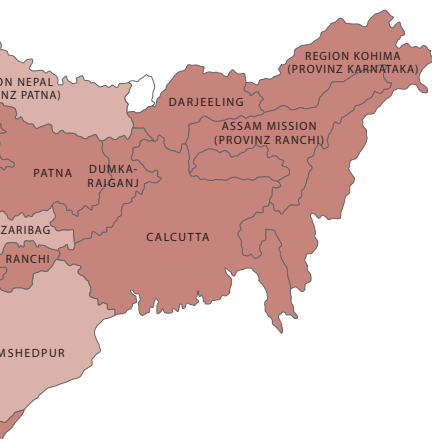 REGION KOHIMA
(PROVINZ KARNATAKA)
ON NEPAL
NZ PATNA)
DARJEELING
ASSAM MISSION
(PROVINZ RANCHI)
PATNA
DUMKA-
RAIGANJ
ZARIBAG
CALCUTTA
RANCHI
MSHEDPUR